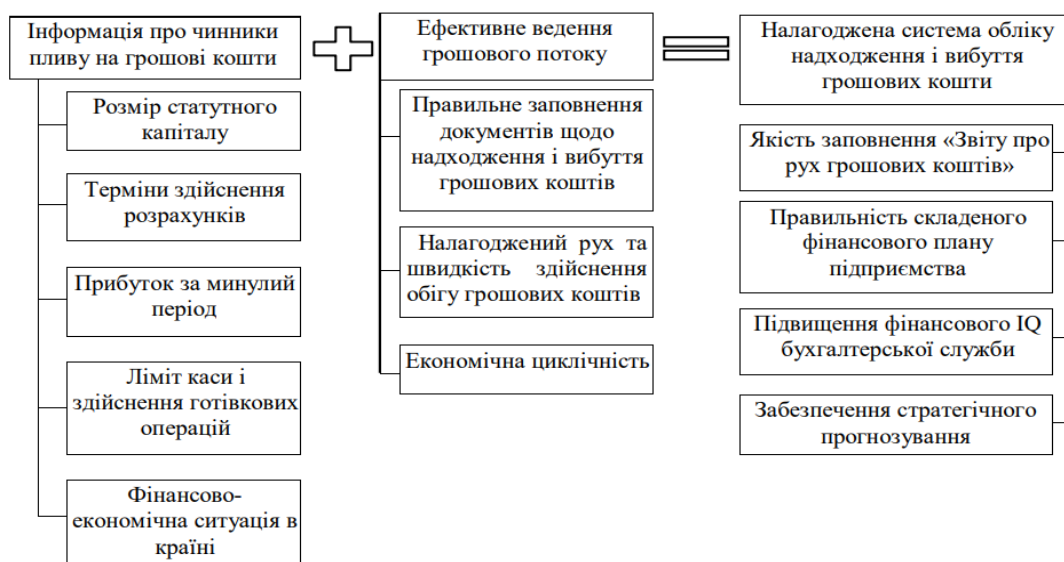 Інформація про чинники
пливу на грошові кошти
Розмір статутного
капіталу
Терміни здійснення
розрахунків
Прибуток за минулий
період
Ліміт каси і
здійснення готівкових
операцій
Фінансово-
економічна ситуація в
країні
Ефективне ведення
грошового потоку
Правильне заповнення
документів щодо
надходження і вибуття
грошових коштів
Налагоджений рух та
швидкість здійснення
обігу грошових коштів
Економічна циклічність
Налагоджена система обліку
надходження і вибуття
грошових кошти
Якість заповнення «Звіту про
рух грошових коштів»
Правильність складеного
фінансового плану
підприємства
Підвищення фінансового IQ
бухгалтерської служби
Забезпечення стратегічного
прогнозування